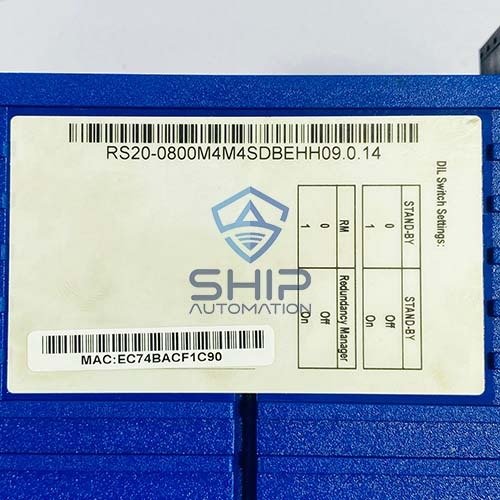 RS20-0800M4M4SDBEHH09.0.14
DIL Switch Settings:
STAND-BY STAND-BY
0 Off
1 On
RM Redundancy Manager
0 Off
1 On
SHIP
AUTOMATION
MAC:EC74BACF1C90